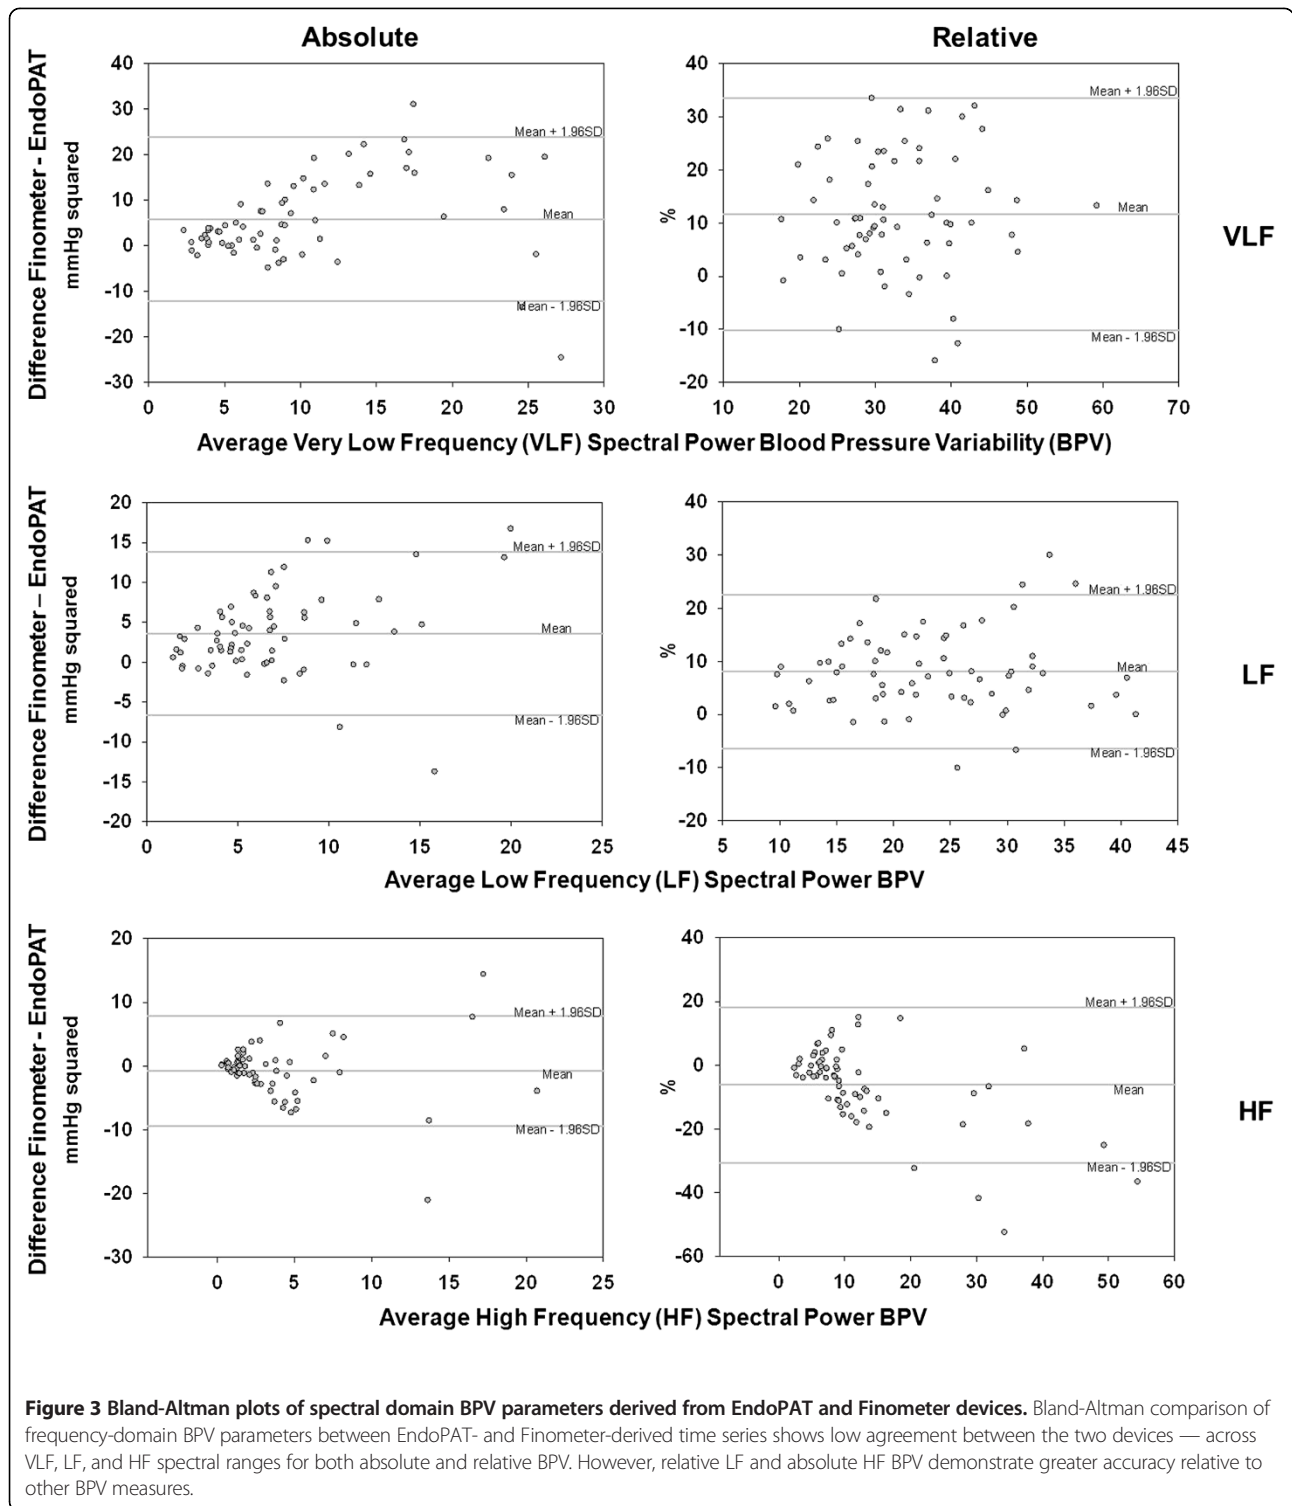 Absolute
Relative
Difference Finometer - EndoPAT
mmHg squared
40
30
20
10
0
-10
-20
-30
Mean + 1.96SD
Mean
Mean - 1.96SD
0 5 10 15 20 25 30
%
40
30
20
10
0
-10
-20
Mean + 1.96SD
Mean
Mean - 1.96SD
10 20 30 40 50 60 70
VLF
Average Very Low Frequency (VLF) Spectral Power Blood Pressure Variability (BPV)
Difference Finometer – EndoPAT
mmHg squared
20
15
10
5
0
-5
-10
-15
-20
Mean + 1.96SD
Mean
Mean - 1.96SD
0 5 10 15 20 25
%
40
30
20
10
0
-10
-20
Mean + 1.96SD
Mean
Mean - 1.96SD
5 10 15 20 25 30 35 40 45
LF
Average Low Frequency (LF) Spectral Power BPV
Difference Finometer - EndoPAT
mmHg squared
20
10
0
-10
-20
-30
Mean + 1.96SD
Mean
Mean - 1.96SD
0 5 10 15 20 25
%
40
20
0
-20
-40
-60
Mean + 1.96SD
Mean
Mean - 1.96SD
0 10 20 30 40 50 60
HF
Average High Frequency (HF) Spectral Power BPV
Figure 3 Bland-Altman plots of spectral domain BPV parameters derived from EndoPAT and Finometer devices. Bland-Altman comparison of
frequency-domain BPV parameters between EndoPAT- and Finometer-derived time series shows low agreement between the two devices — across
VLF, LF, and HF spectral ranges for both absolute and relative BPV. However, relative LF and absolute HF BPV demonstrate greater accuracy relative to
other BPV measures.